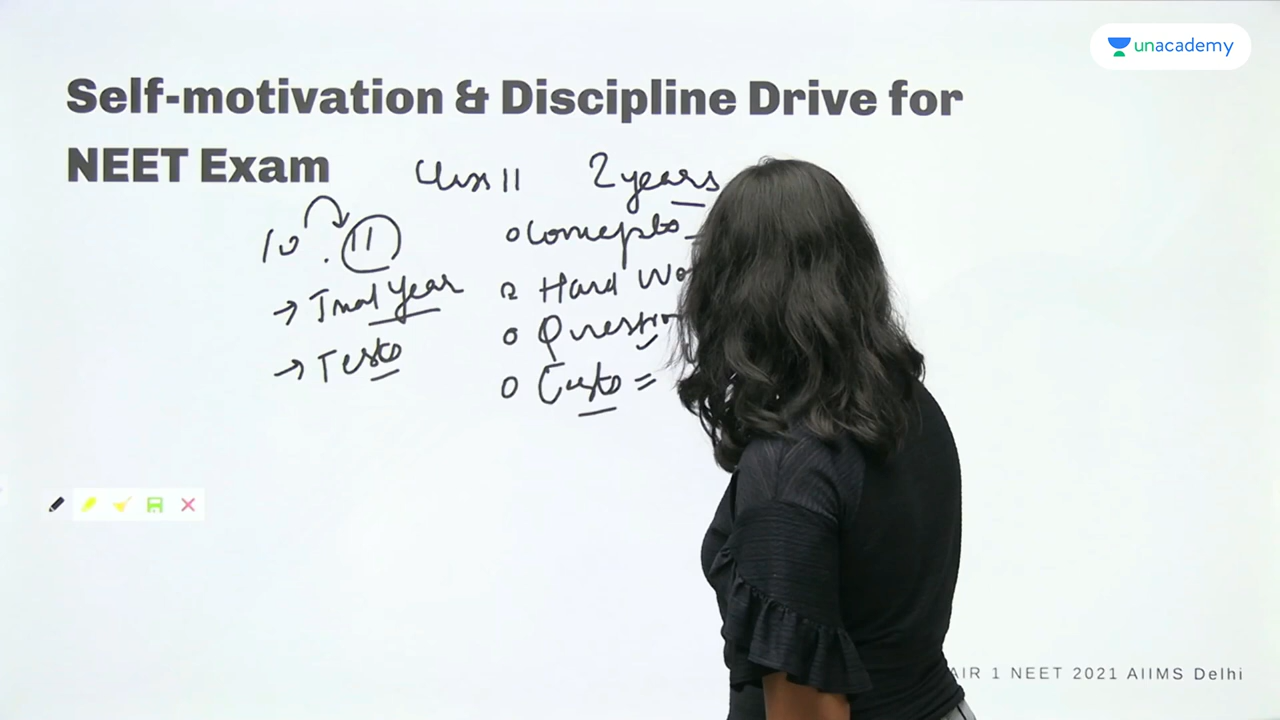 unacademy
Self-motivation & Discipline Drive for
NEET Exam
Class 11 2 years
10 11
→ Trial Year
→ Tests
Concepts
Hard Wo
Question
Tests =
AIR 1 NEET 2021 AIIMS Delhi